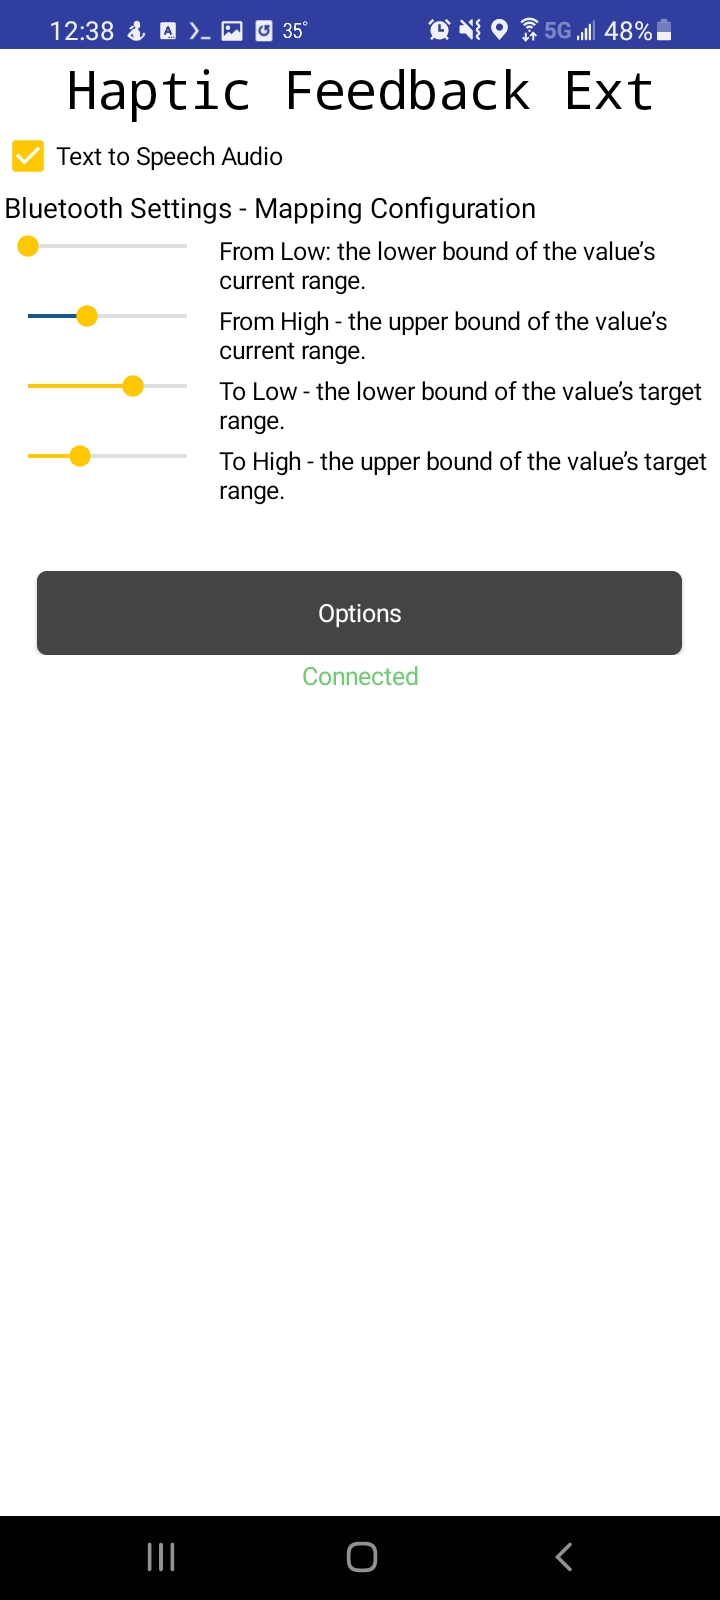 12:38 35°
5G 48%
Haptic Feedback Ext
Text to Speech Audio
Bluetooth Settings - Mapping Configuration
From Low: the lower bound of the value’s
current range.
From High - the upper bound of the value’s
current range.
To Low - the lower bound of the value’s target
range.
To High - the upper bound of the value’s target
range.
Options
Connected